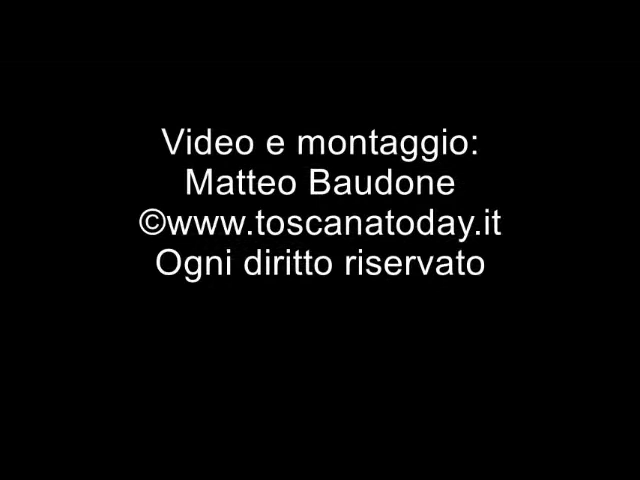 Video e montaggio:
Matteo Baudone
©www.toscanatoday.it
Ogni diritto riservato